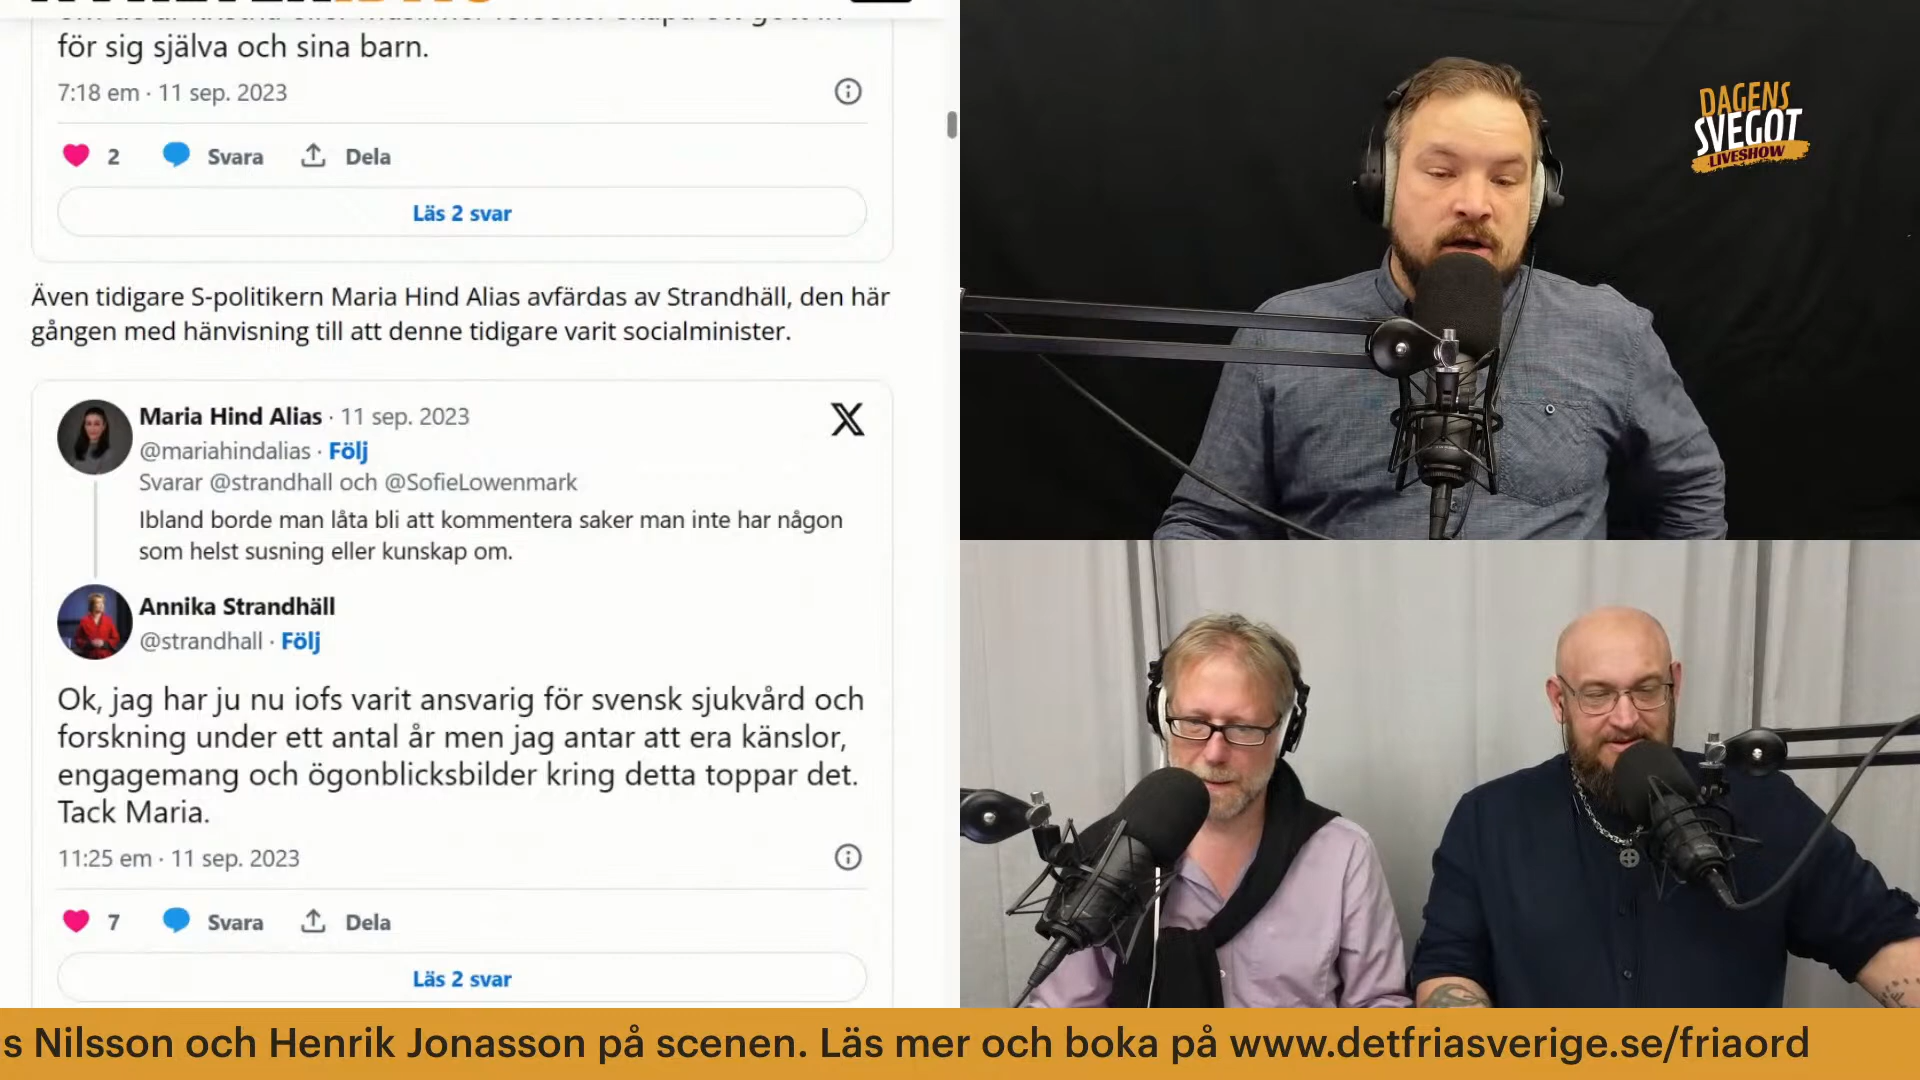 för sig själva och sina barn.
7:18 em · 11 sep. 2023
2 Svara Dela
Läs 2 svar
Även tidigare S-politikern Maria Hind Alias avfärdas av Strandhäll, den här
gången med hänvisning till att denne tidigare varit socialminister.
Maria Hind Alias · 11 sep. 2023
@mariahindalias · Följ
Svarar @strandhall och @SofieLowenmark
Ibland borde man låta bli att kommentera saker man inte har någon
som helst susning eller kunskap om.
Annika Strandhäll
@strandhall · Följ
Ok, jag har ju nu iofs varit ansvarig för svensk sjukvård och
forskning under ett antal år men jag antar att era känslor,
engagemang och ögonblicksbilder kring detta toppar det.
Tack Maria.
11:25 em · 11 sep. 2023
7 Svara Dela
Läs 2 svar
DAGENS
SVEGOT
LIVESHOW
s Nilsson och Henrik Jonasson på scenen. Läs mer och boka på www.detfriasverige.se/friaord